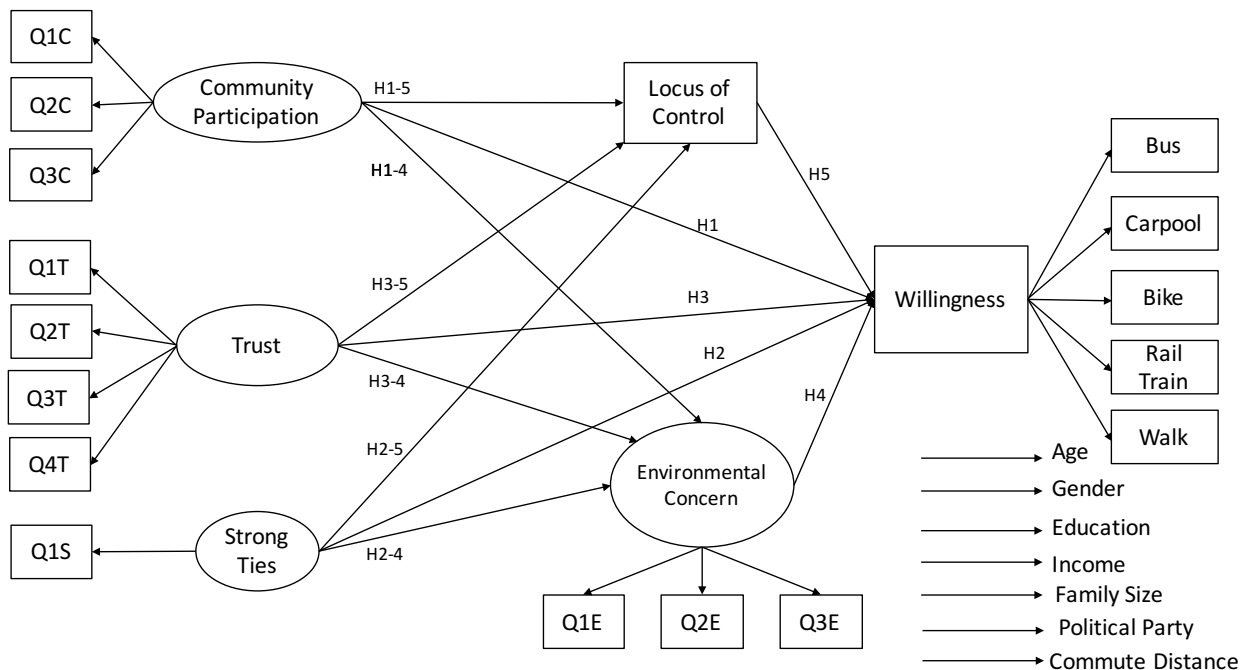 Q1C
Q2C
Q3C
Community
Participation
H1-5
H1-4
Locus of
Control
H5
H1
Q1T
Q2T
Q3T
Q4T
Trust
H3-5
H3
H3-4
H2
Willingness
H4
Bus
Carpool
Bike
Rail
Train
Walk
Q1S
Strong
Ties
H2-5
H2-4
Environmental
Concern
Q1E
Q2E
Q3E
Age
Gender
Education
Income
Family Size
Political Party
Commute Distance